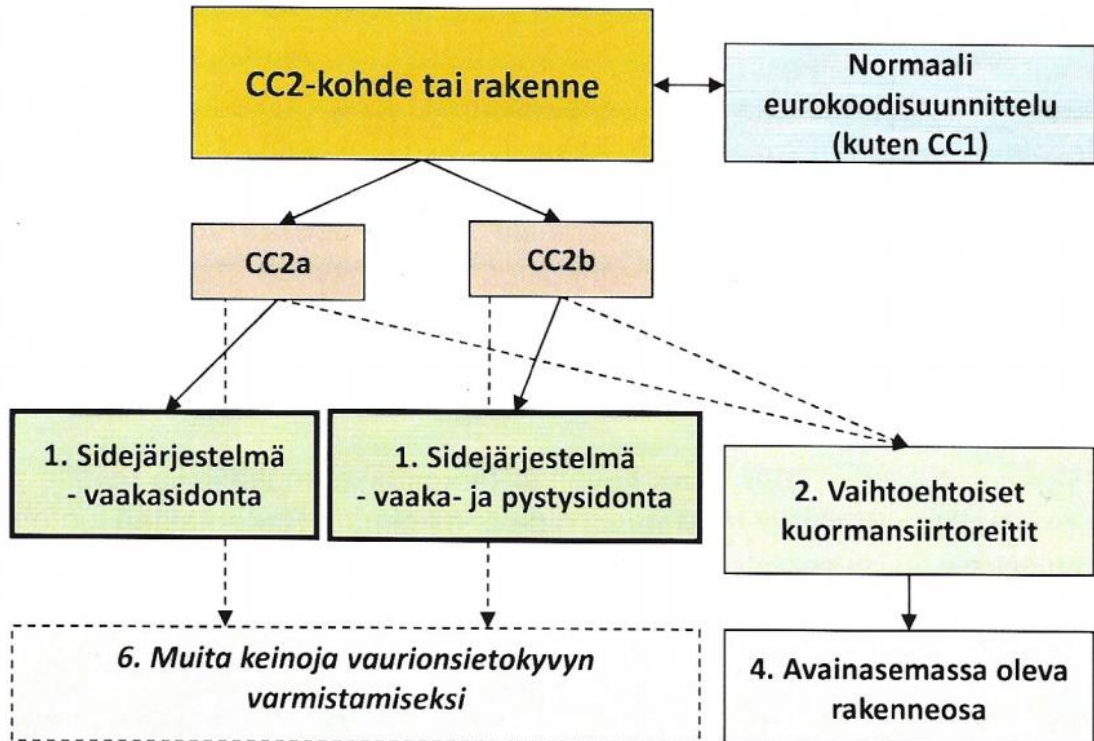 CC2-kohde tai rakenne
Normaali
eurokoodisuunnittelu
(kuten CC1)
CC2a
CC2b
1. Sidejärjestelmä
- vaakasidonta
1. Sidejärjestelmä
- vaaka- ja pystysidonta
2. Vaihtoehtoiset
kuormansiirtoreitit
6. Muita keinoja vaurionsietokyvyn
varmistamiseksi
4. Avainasemassa oleva
rakenneosa